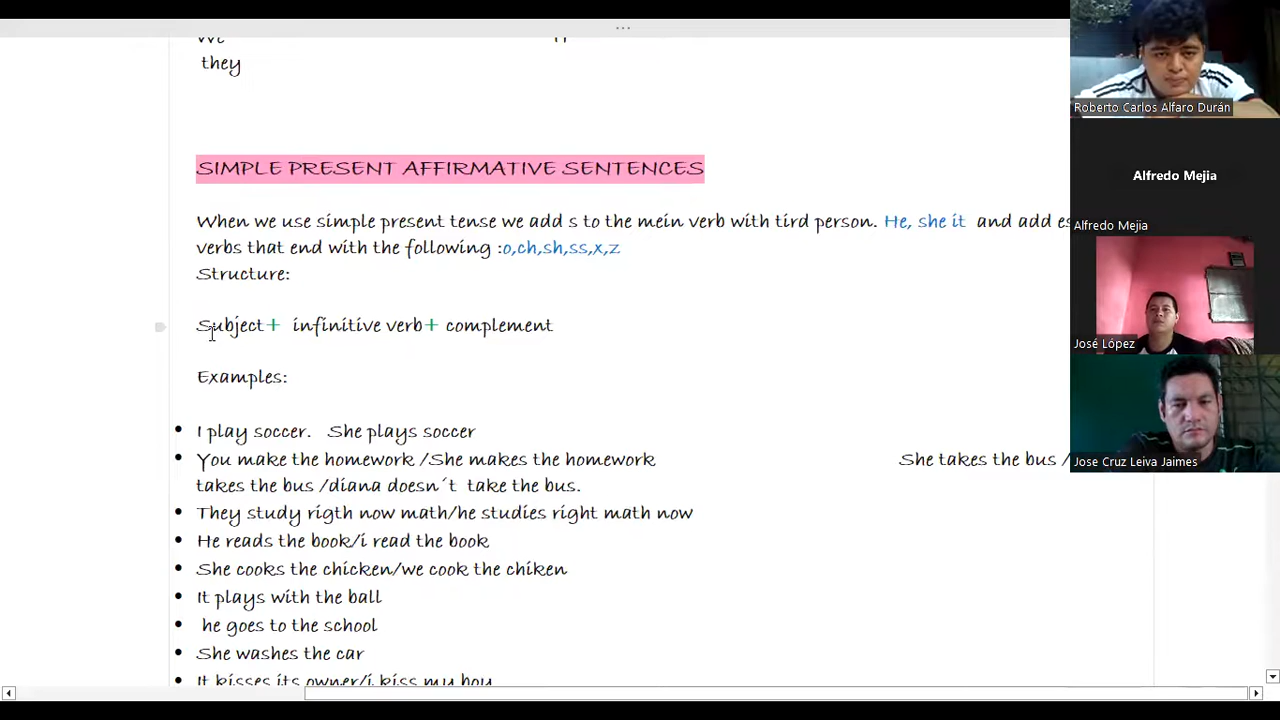 they
SIMPLE PRESENT AFFIRMATIVE SENTENCES
When we use simple present tense we add s to the mein verb with tird person. He, she it and add es
verbs that end with the following :o,ch,sh,ss,x,z
Structure:
Subject+ infinitive verb+ complement
Examples:
I play soccer. She plays soccer
You make the homework /She makes the homework She takes the bus /
takes the bus /diana doesn´t take the bus.
They study rigth now math/he studies right math now
He reads the book/i read the book
She cooks the chicken/we cook the chiken
It plays with the ball
he goes to the school
She washes the car
It kisses its owner/i kiss my boy
Roberto Carlos Alfaro Durán
Alfredo Mejia
Alfredo Mejia
José López
Jose Cruz Leiva Jaimes